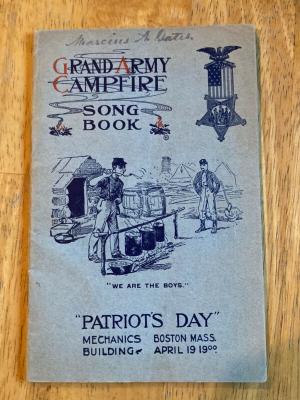 Marcius A.
GRAND ARMY
CAMPFIRE
SONG
BOOK
"WE ARE THE BOYS."
"PATRIOT'S DAY"
MECHANICS BOSTON MASS.
BUILDING APRIL 19 1900